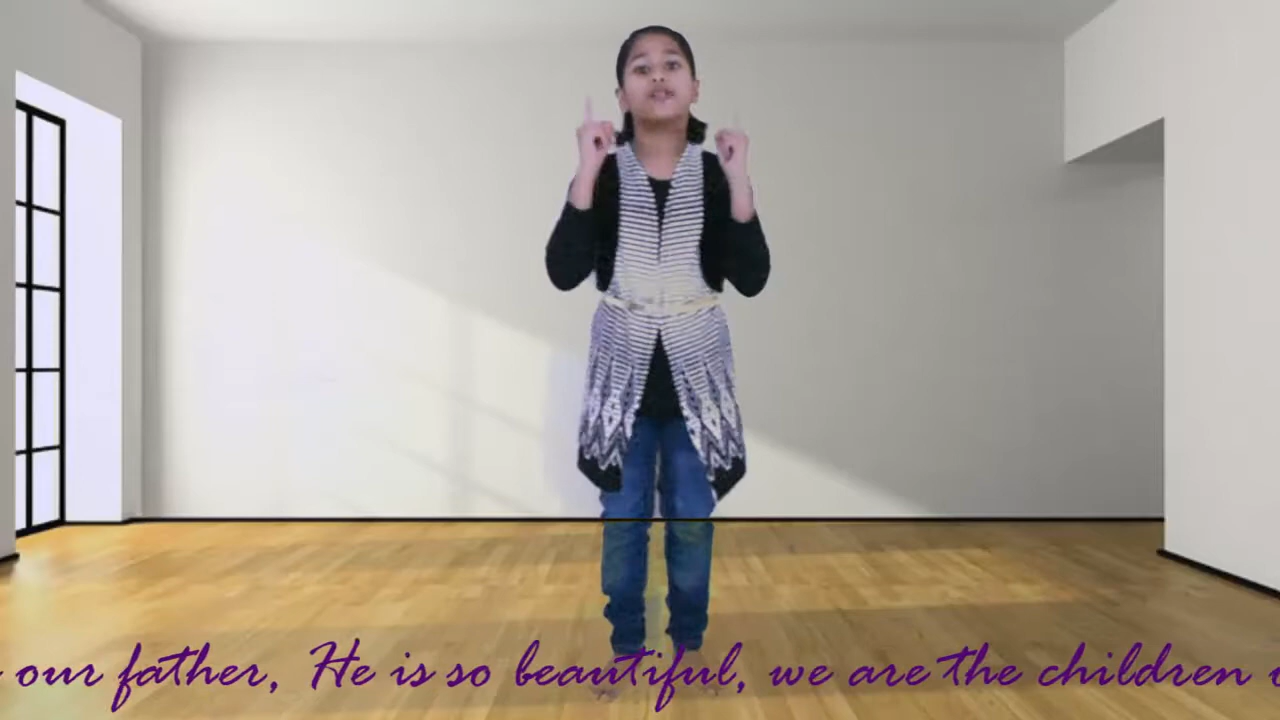 our father, He is so beautiful, we are the children